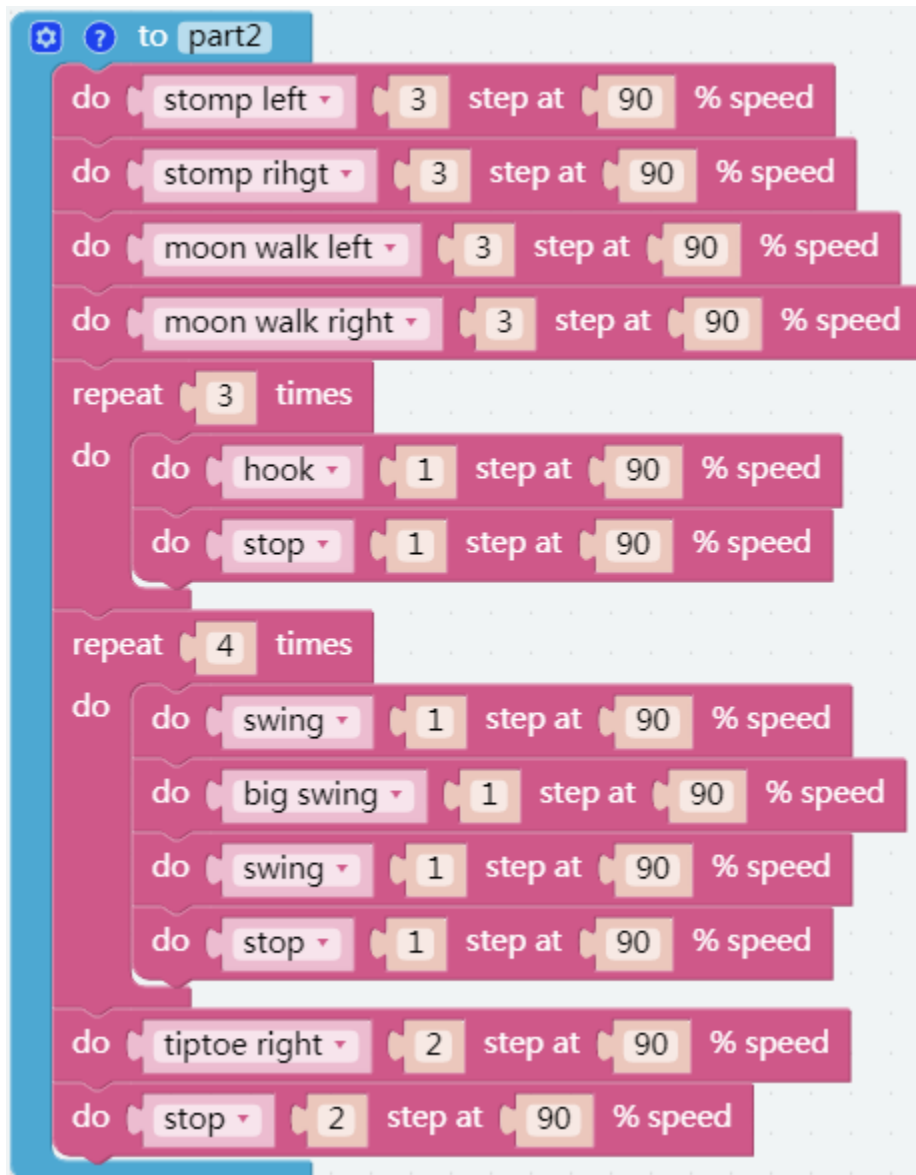 to part2
do stomp left 3 step at 90 % speed
do stomp rihgt 3 step at 90 % speed
do moon walk left 3 step at 90 % speed
do moon walk right 3 step at 90 % speed
repeat 3 times
do do hook 1 step at 90 % speed
do stop 1 step at 90 % speed
repeat 4 times
do do swing 1 step at 90 % speed
do big swing 1 step at 90 % speed
do swing 1 step at 90 % speed
do stop 1 step at 90 % speed
do tiptoe right 2 step at 90 % speed
do stop 2 step at 90 % speed